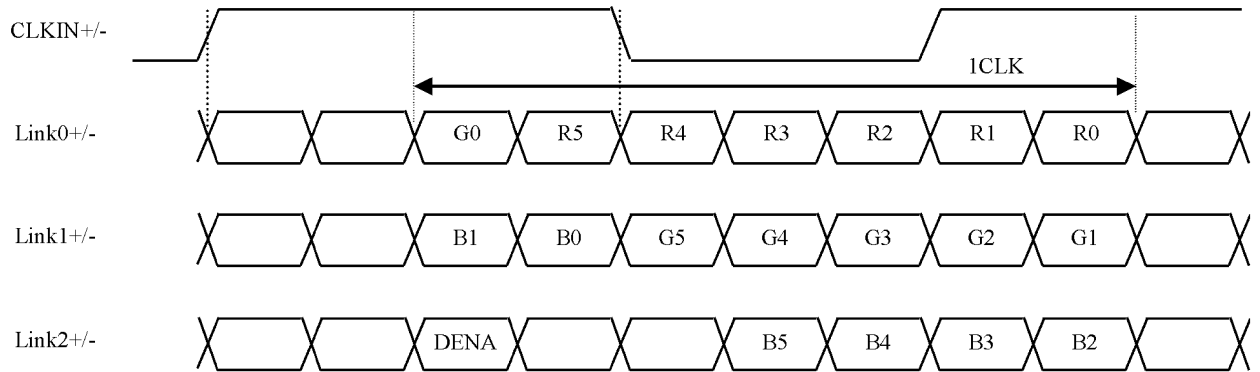 CLKIN+/-
1CLK
Link0+/- G0 R5 R4 R3 R2 R1 R0
Link1+/- B1 B0 G5 G4 G3 G2 G1
Link2+/- DENA B5 B4 B3 B2